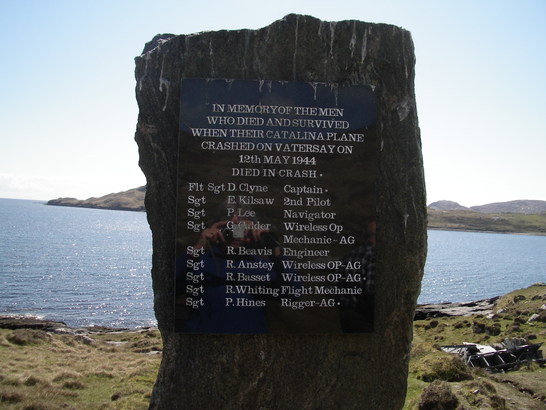 IN MEMORY OF THE MEN
WHO DIED AND SURVIVED
WHEN THEIR CATALINA PLANE
CRASHED ON VATERSAY ON
12th MAY 1944
DIED IN CRASH •
Flt Sgt D. Clyne Captain •
Sgt E. Kilsaw 2nd Pilot
Sgt P. Lee Navigator
Sgt G. Calder Wireless Op
Mechanic- AG
Sgt R. Beavis Engineer
Sgt R. Anstey Wireless OP-AG •
Sgt R. Basset Wireless OP-AG •
Sgt R. Whiting Flight Mechanic
Sgt P. Hines Rigger-AG •